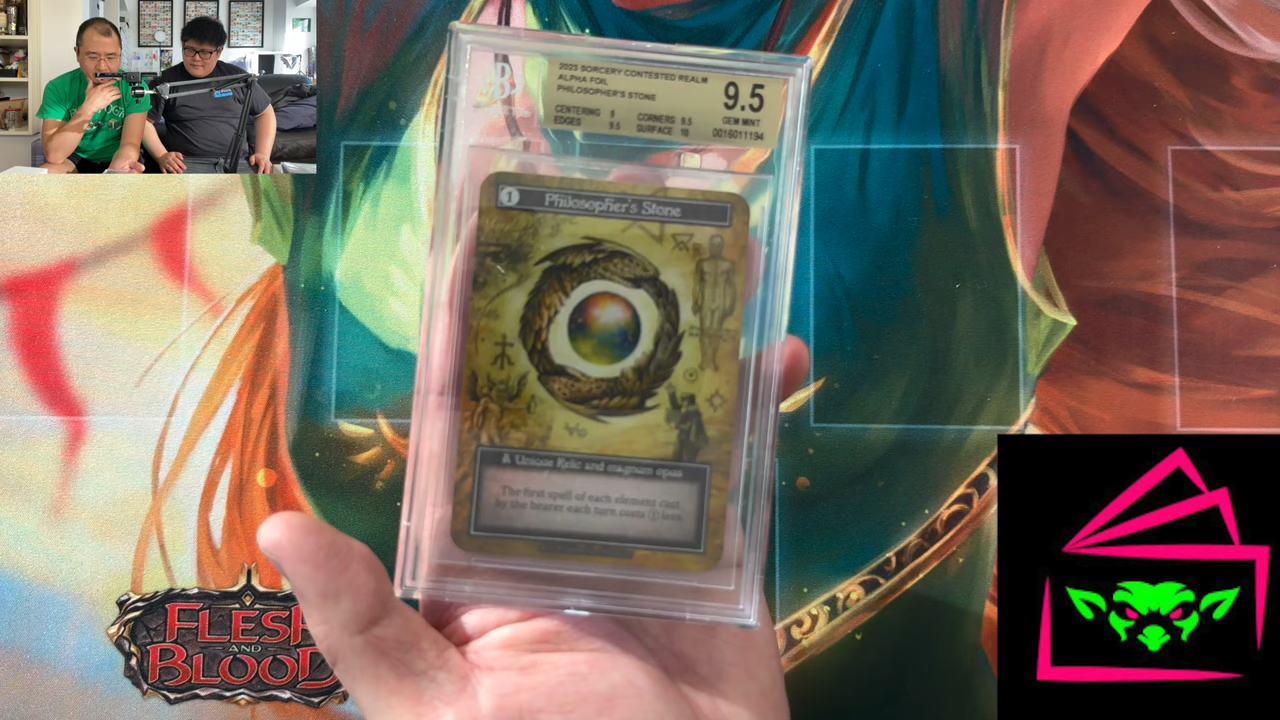 2023 SORCERY CONTESTED REALM
ALPHA FOIL
PHILOSOPHER'S STONE
CENTERING 9 CORNERS 9.5
EDGES 9.5 SURFACE 10
9.5
GEM MINT
0016011194
1 Philosopher's Stone
A Unique Relic and magnum opus
The first spell of each element cast
by the bearer each turn costs ① less.
FLESH
AND
BLOOD